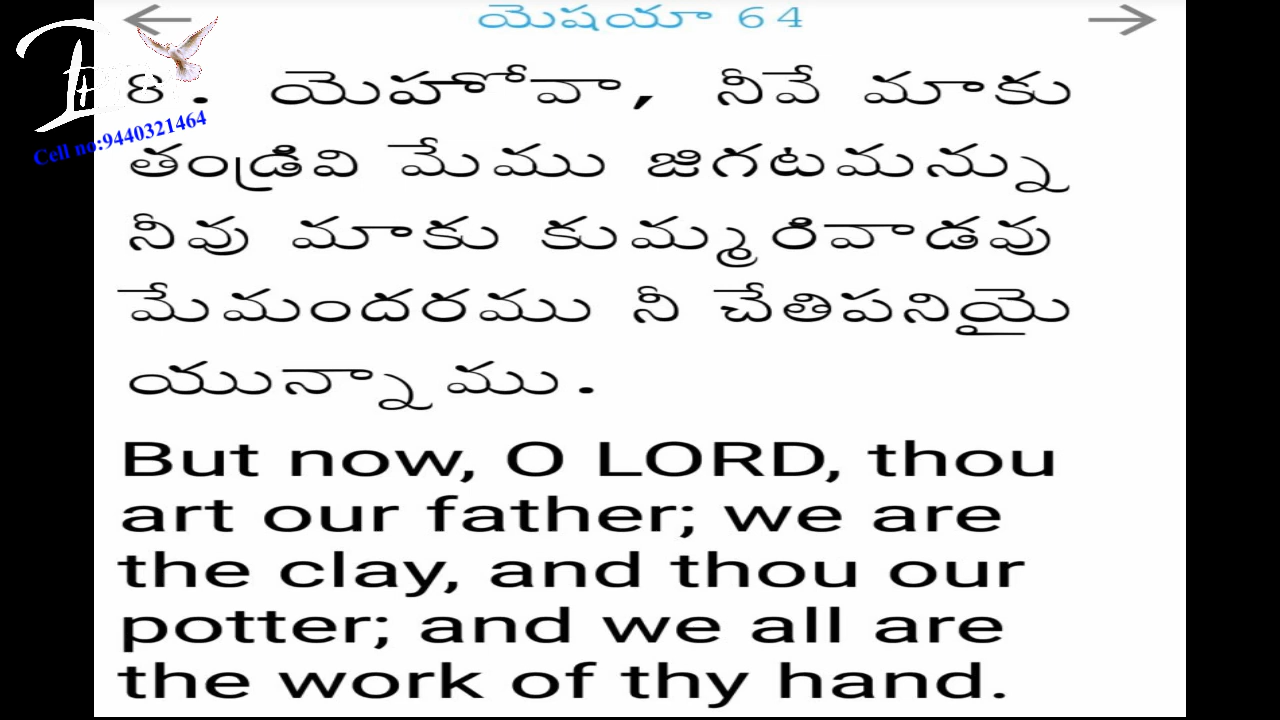 యెషయా 64
8. యెహోవా, నీవే మాకు
తండ్రివి మేము జిగటమన్ను
నీవు మాకు కుమ్మరివాడవు
మేమందరము నీ చేతిపనియై
యున్నాము.
But now, O LORD, thou
art our father; we are
the clay, and thou our
potter; and we all are
the work of thy hand.
Cell no:9440321464